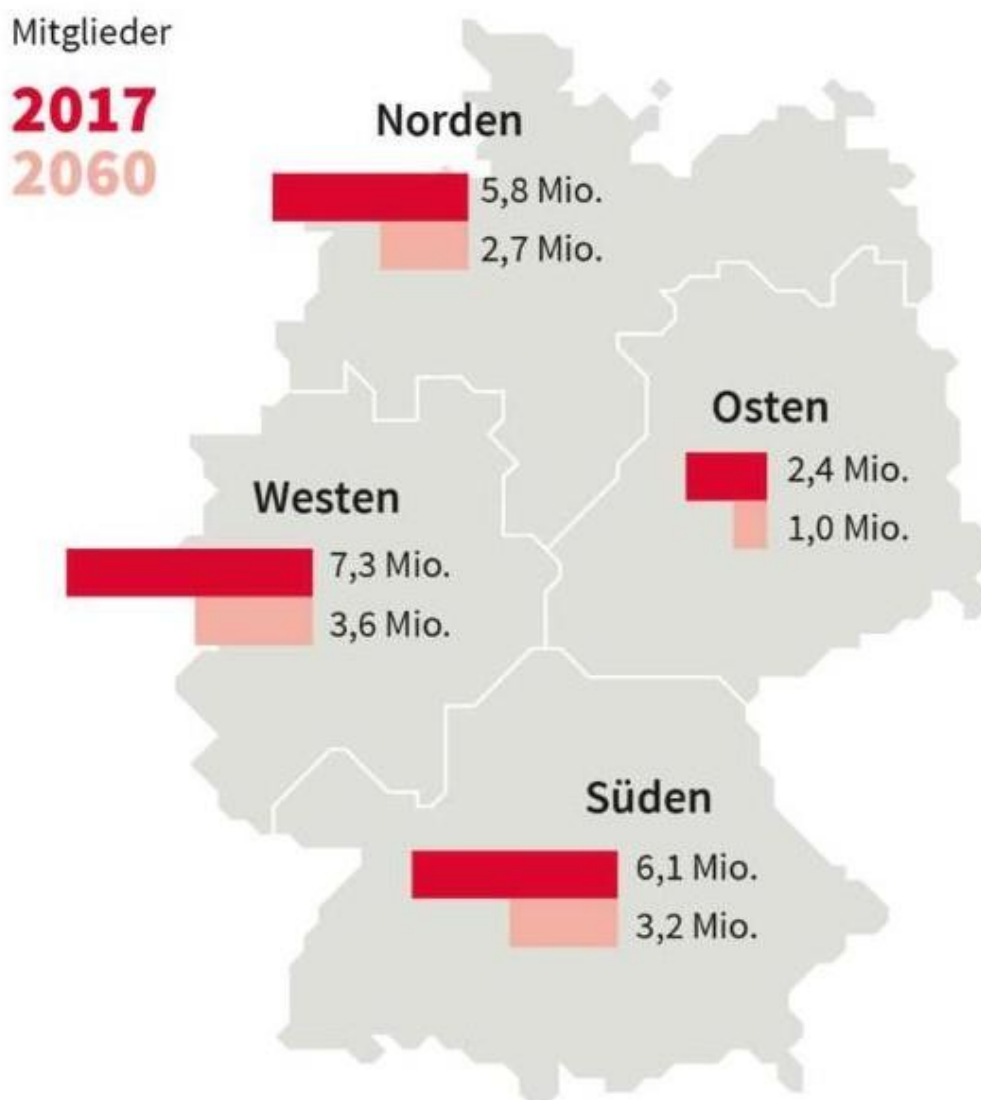 Mitglieder
2017
2060
Norden
5,8 Mio.
2,7 Mio.
Osten
2,4 Mio.
1,0 Mio.
Westen
7,3 Mio.
3,6 Mio.
Süden
6,1 Mio.
3,2 Mio.